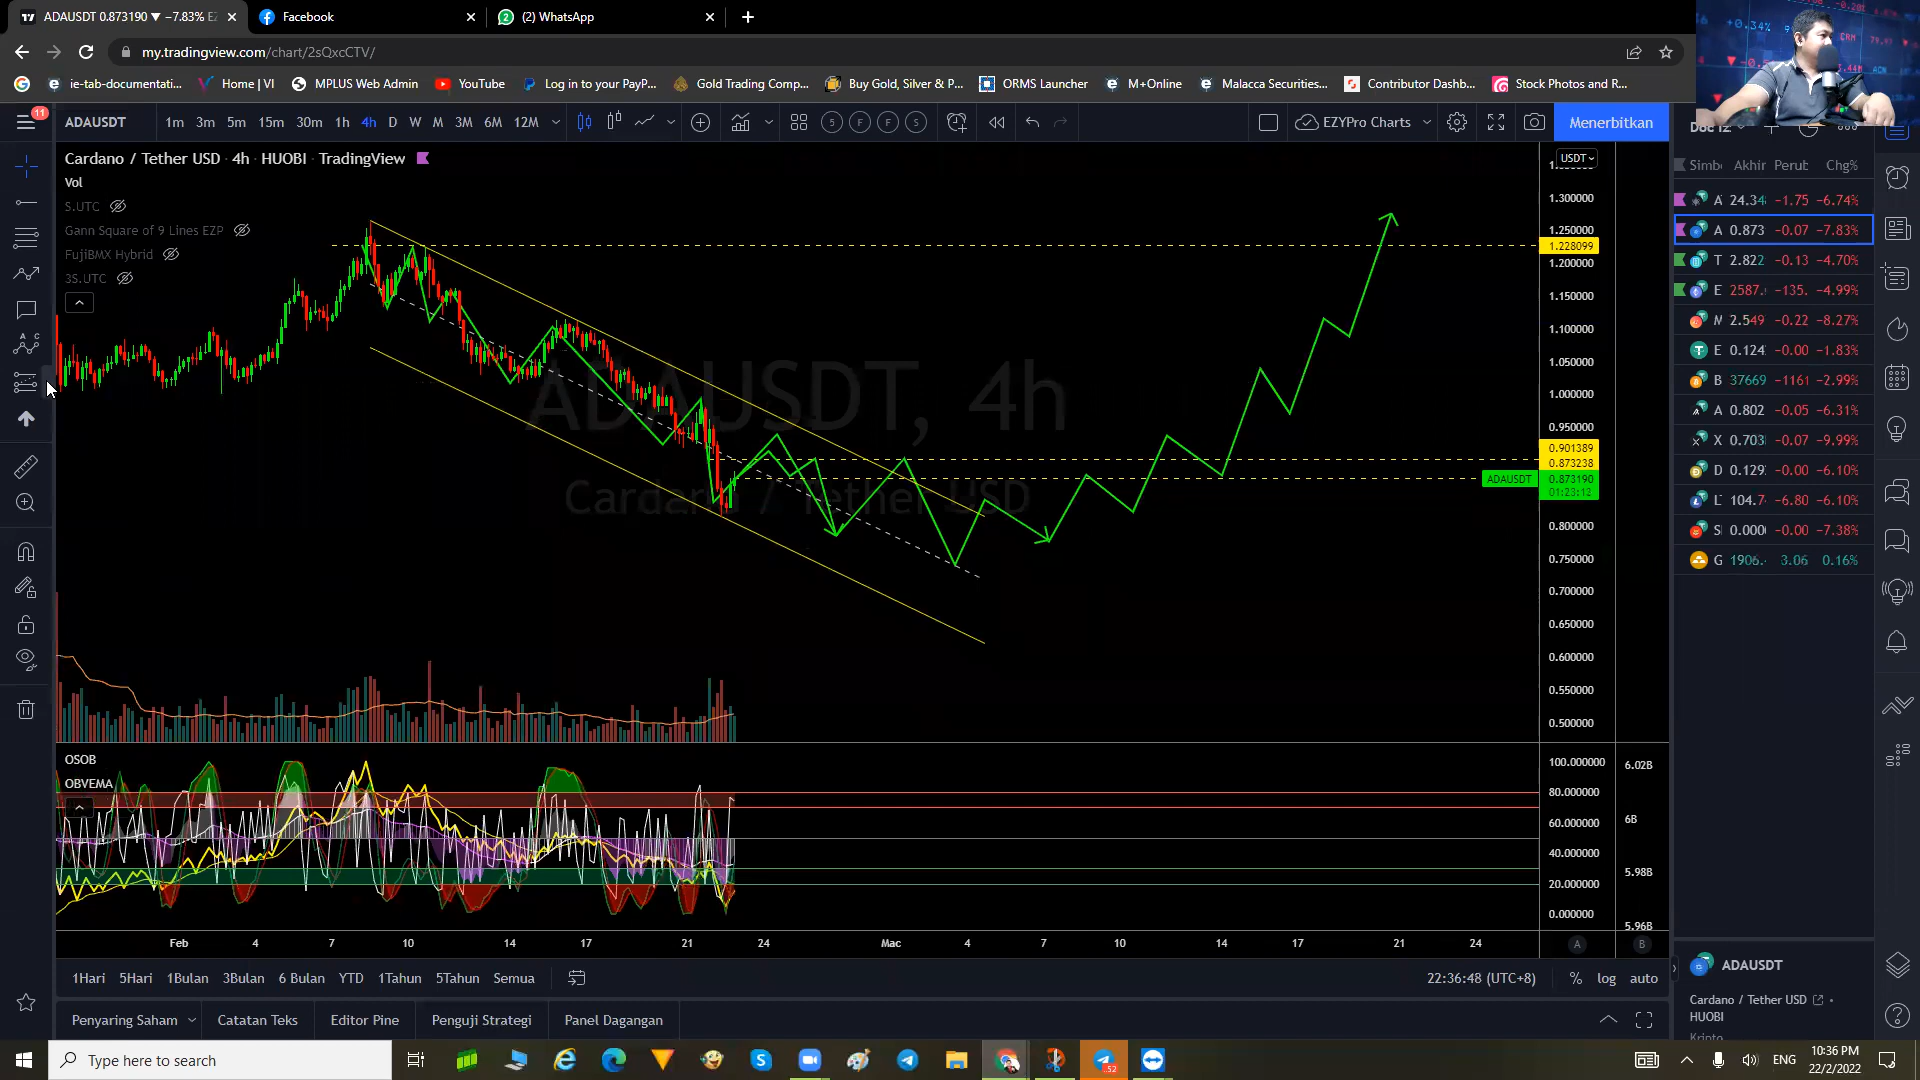 ADAUSDT 0.873190 ▼ −7.83% EZ
Facebook
(2) WhatsApp
my.tradingview.com/chart/2sQxcCTV/
ie-tab-documentati...
Home | VI
MPLUS Web Admin
YouTube
Log in to your PayP...
Gold Trading Comp...
Buy Gold, Silver & P...
ORMS Launcher
M+Online
Malacca Securities...
Contributor Dashb...
Stock Photos and R...
11
ADAUSDT
1m 3m 5m 15m 30m 1h 4h D W M 3M 6M 12M
S F F S
EZYPro Charts
Menerbitkan
Cardano / Tether USD · 4h · HUOBI · TradingView
Vol
S.UTC
Gann Square of 9 Lines EZP
FujiBMX Hybrid
3S.UTC
ADAUSDT, 4h
Cardano / Tether USD
USDT
1.300000
1.250000
1.228099
1.200000
1.150000
1.100000
1.050000
1.000000
0.950000
0.901389
0.873238
ADAUSDT 0.873190
01:23:12
0.800000
0.750000
0.700000
0.650000
0.600000
0.550000
0.500000
OSOB
OBVEMA
100.000000
80.000000
60.000000
40.000000
20.000000
0.000000
6.02B
6B
5.98B
5.96B
Feb 4 7 10 14 17 21 24 Mac 4 7 10 14 17 21 24
A B
1Hari 5Hari 1Bulan 3Bulan 6 Bulan YTD 1Tahun 5Tahun Semua
22:36:48 (UTC+8) % log auto
Penyaring Saham
Catatan Teks
Editor Pine
Penguji Strategi
Panel Dagangan
Simb Akhir Perub Chg%
A 24.348 −1.75 −6.74%
A 0.873 −0.07 −7.83%
T 2.822 −0.13 −4.70%
E 2587. −135. −4.99%
M 2.549 −0.22 −8.27%
E 0.124 −0.00 −1.83%
B 37669 −1161 −2.99%
A 0.802 −0.05 −6.31%
X 0.703 −0.07 −9.99%
D 0.129 −0.00 −6.10%
L 104.7 −6.80 −6.10%
S 0.000 −0.00 −7.38%
G 1906. 3.06 0.16%
ADAUSDT
Cardano / Tether USD
HUOBI
Kripto
Type here to search
52
ENG
10:36 PM
22/2/2022